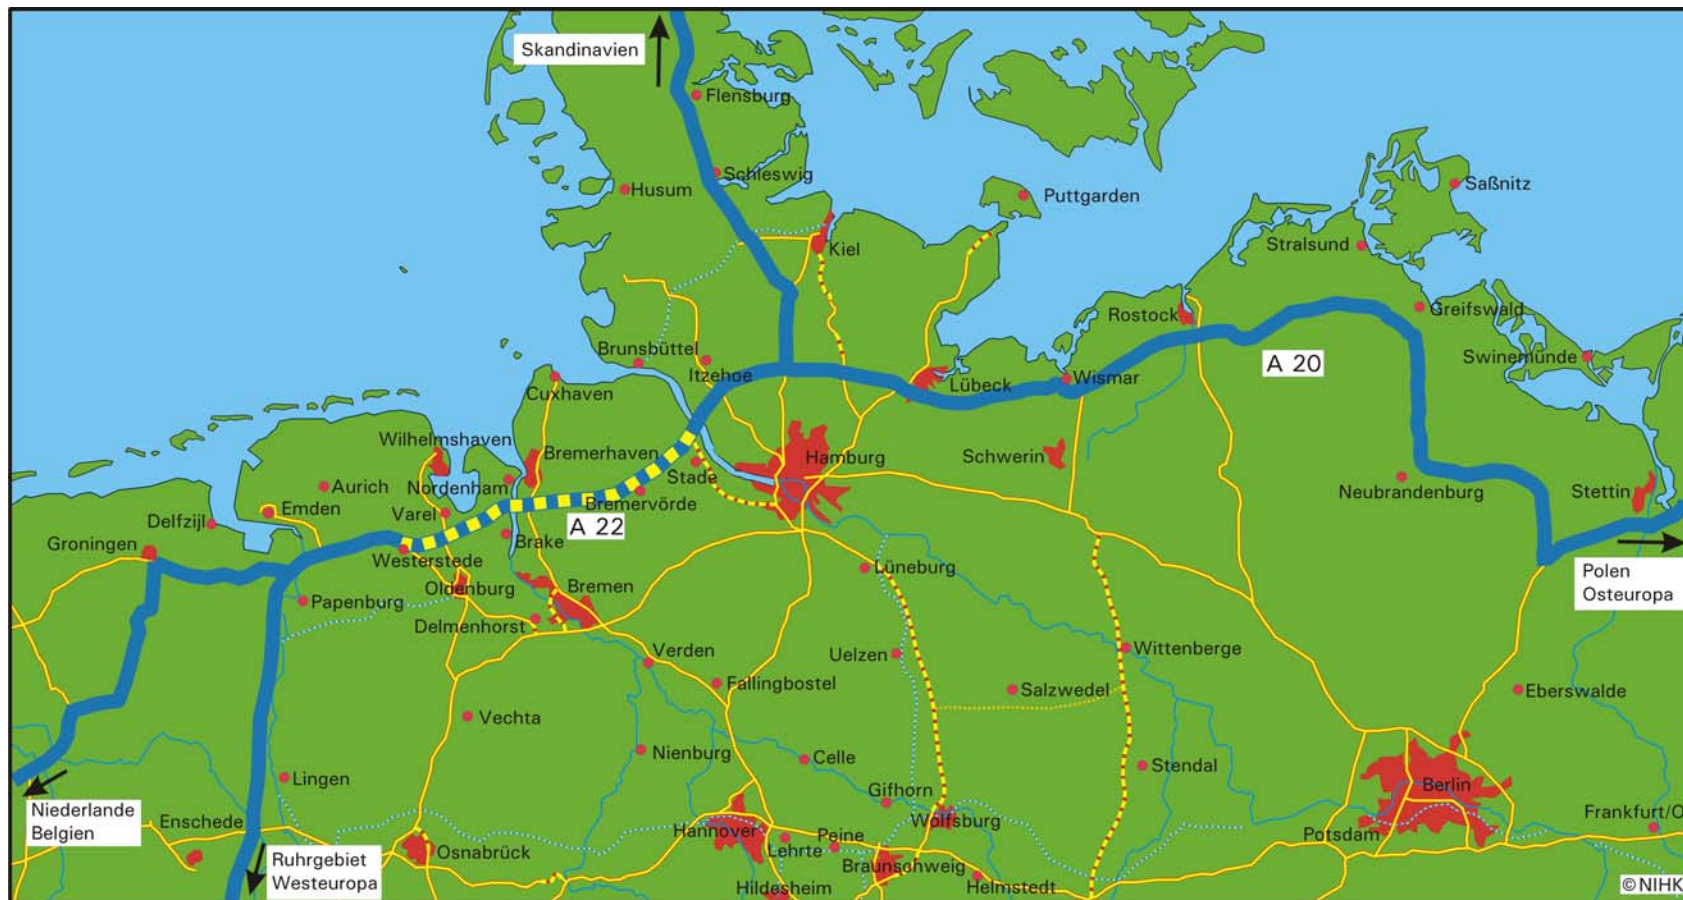 Skandinavien
Flensburg
Schleswig
Husum
Puttgarden
Saßnitz
Kiel
Stralsund
Rostock
Greifswald
Brunsbüttel
Itzehoe
Swinemünde
A 20
Cuxhaven
Lübeck
Wismar
Wilhelmshaven
Bremerhaven
Hamburg
Schwerin
Stade
Aurich
Nordenham
Neubrandenburg
Stettin
Emden
Varel
Bremervörde
Delfzijl
A 22
Groningen
Brake
Westerstede
Lüneburg
Polen
Osteuropa
Oldenburg
Bremen
Papenburg
Delmenhorst
Verden
Uelzen
Wittenberge
Fallingbostel
Salzwedel
Eberswalde
Vechta
Nienburg
Celle
Stendal
Lingen
Berlin
Gifhorn
Niederlande
Belgien
Enschede
Wolfsburg
Frankfurt/O
Hannover
Peine
Potsdam
Lehrte
Osnabrück
Ruhrgebiet
Westeuropa
Braunschweig
Hildesheim
Helmstedt
©NIHK